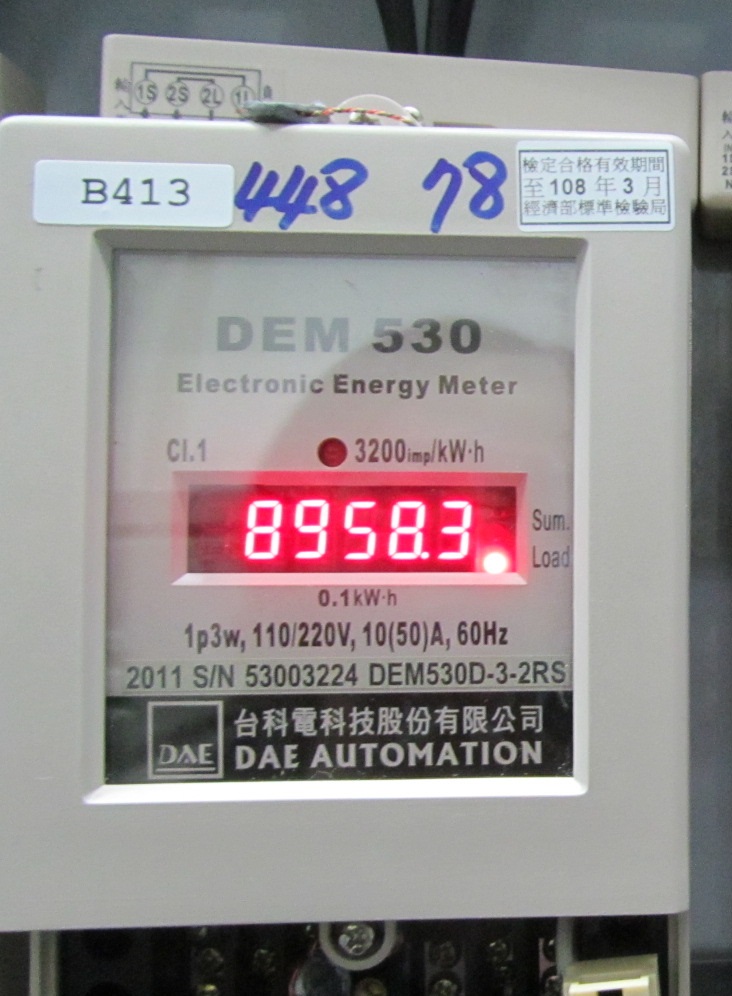 輸
入
1S 2S 2L 1L
B413
448 78
檢定合格有效期間
至 108 年 3 月
經濟部標準檢驗局
DEM 530
Electronic Energy Meter
Cl.1
3200imp/kW·h
8958.3
Sum.
Load
0.1kW·h
1p3w, 110/220V, 10(50)A, 60Hz
2011 S/N 53003224 DEM530D-3-2RS
DAE
台科電科技股份有限公司
DAE AUTOMATION